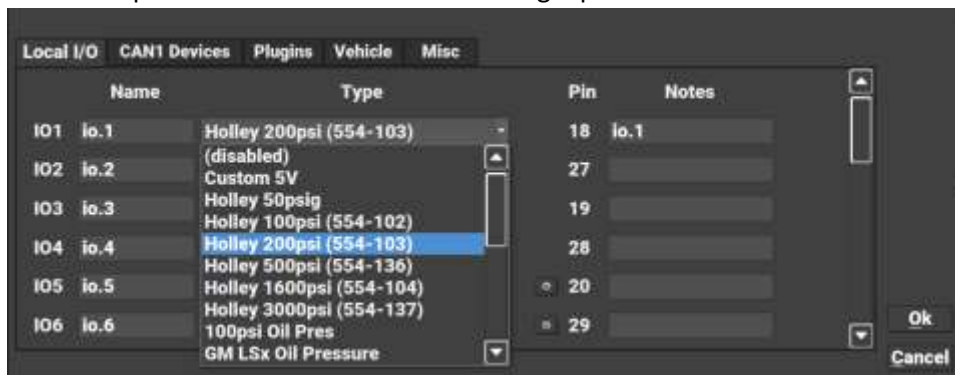 Local I/O CAN1 Devices Plugins Vehicle Misc
Name Type Pin Notes
IO1 io.1 Holley 200psi (554-103) 18 io.1
(disabled)
IO2 io.2 Custom 5V 27
IO3 io.3 Holley 50psig 19
Holley 100psi (554-102)
IO4 io.4 Holley 200psi (554-103) 28
Holley 500psi (554-136)
IO5 io.5 Holley 1600psi (554-104) 20
Holley 3000psi (554-137)
IO6 io.6 100psi Oil Pres 29
Ok
GM LSx Oil Pressure
Cancel